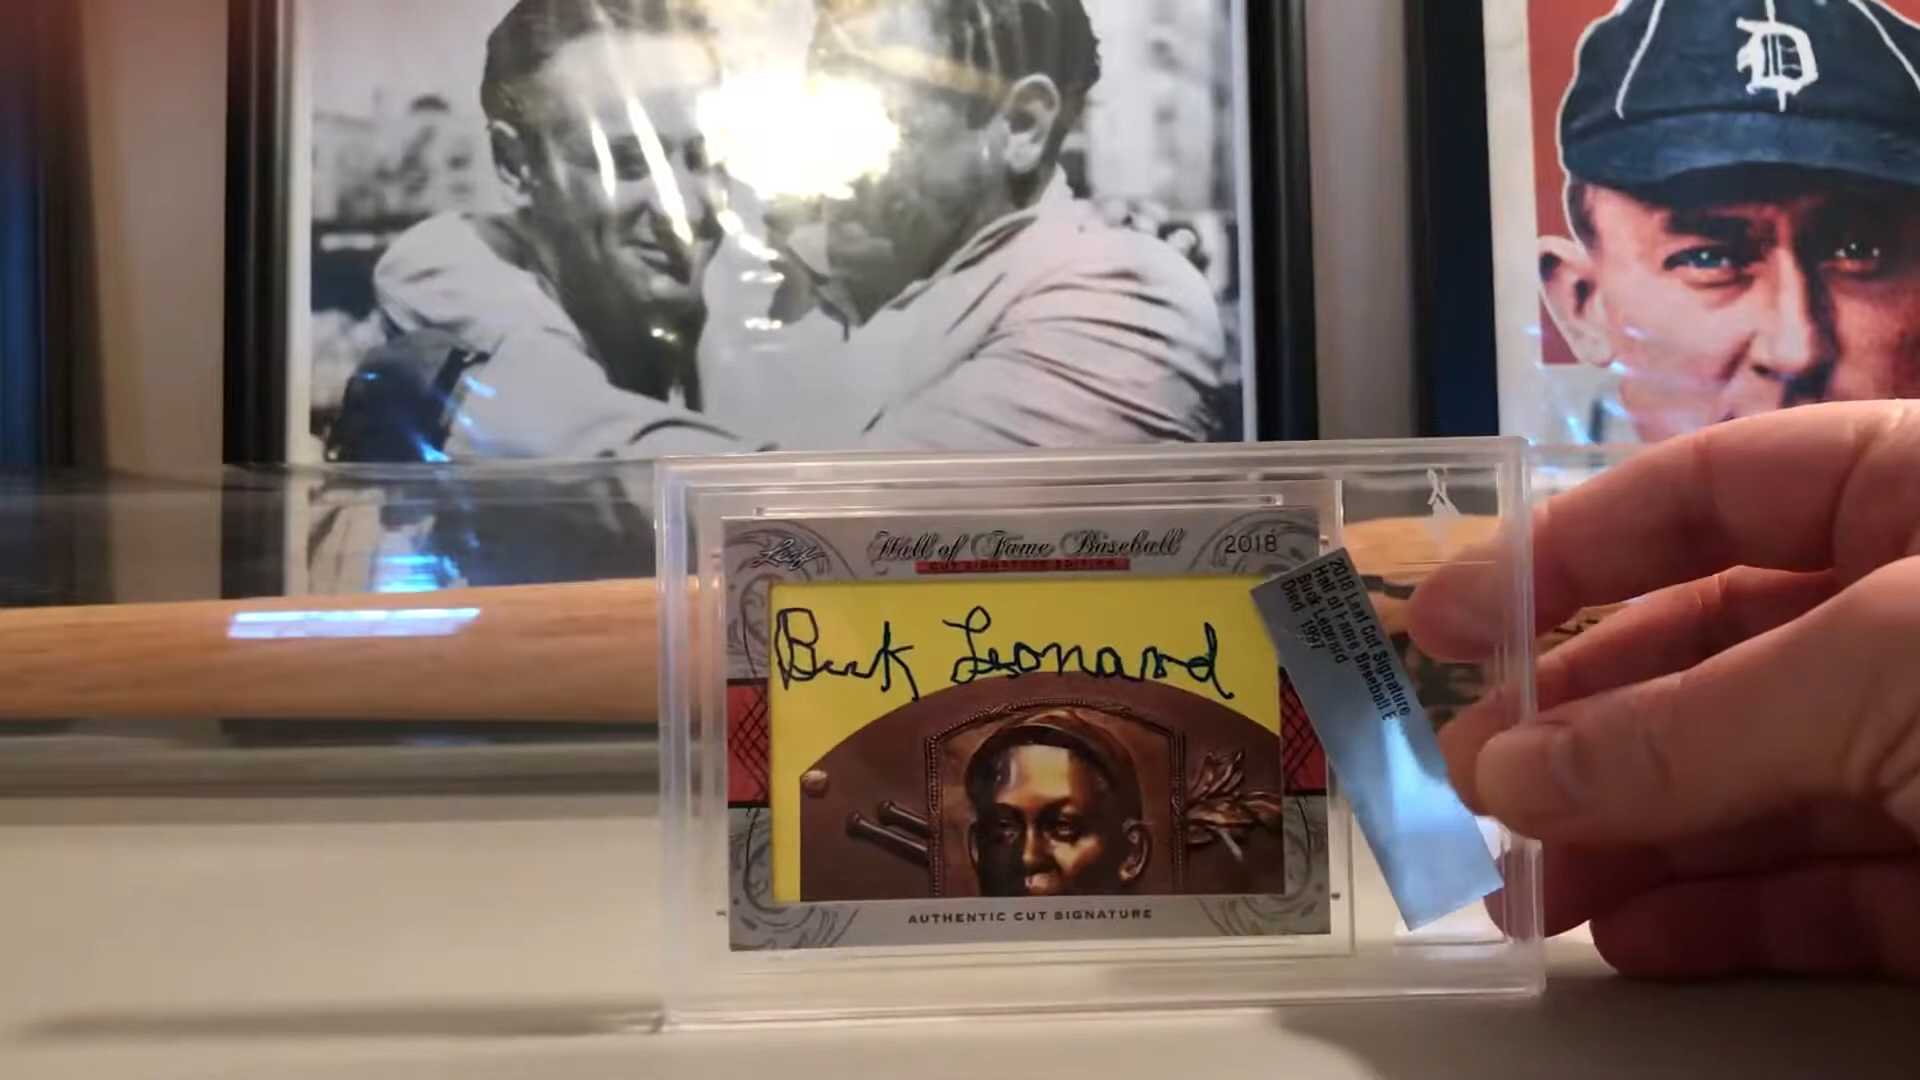 D
Leaf Hall of Fame Baseball 2018
CUT SIGNATURE EDITION
Buck Leonard
AUTHENTIC CUT SIGNATURE
2018 Leaf Cut Signature
Hall of Fame Baseball
Buck Leonard
Died 1997